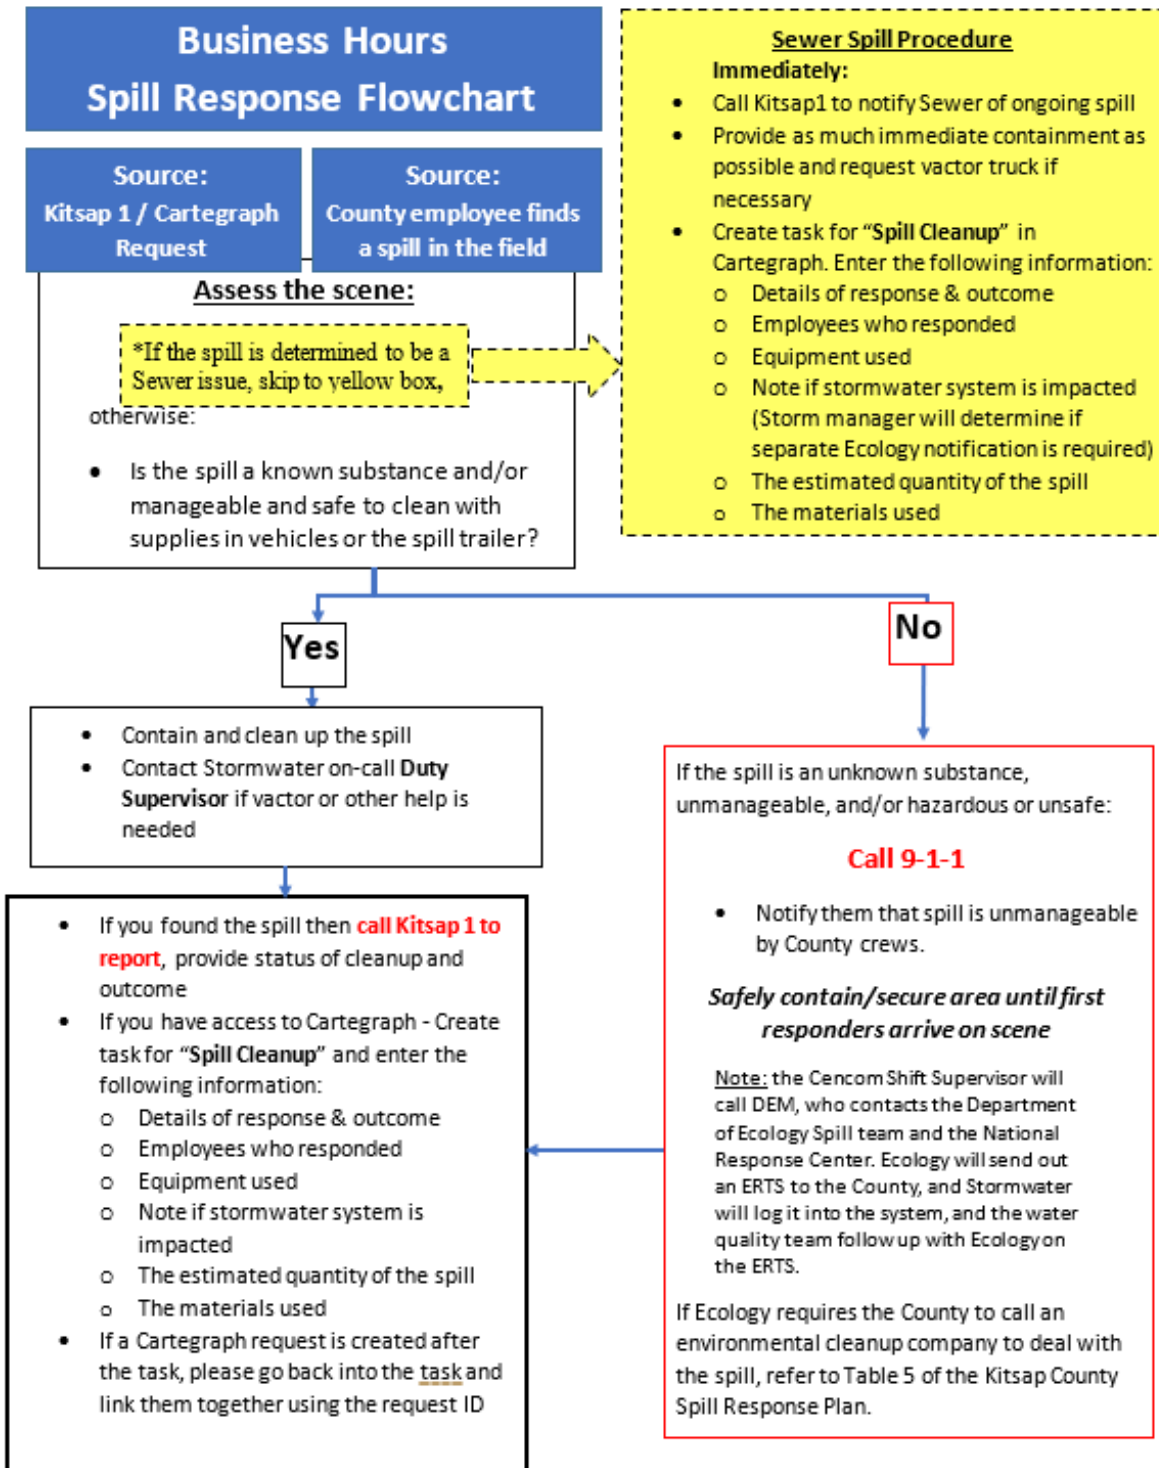 Business Hours
Spill Response Flowchart
Source:
Kitsap 1 / Cartegraph
Request
Source:
County employee finds
a spill in the field
Assess the scene:
*If the spill is determined to be a
Sewer issue, skip to yellow box,
otherwise:
• Is the spill a known substance and/or
manageable and safe to clean with
supplies in vehicles or the spill trailer?
Sewer Spill Procedure
Immediately:
• Call Kitsap1 to notify Sewer of ongoing spill
• Provide as much immediate containment as
possible and request vactor truck if
necessary
• Create task for “Spill Cleanup” in
Cartegraph. Enter the following information:
o Details of response & outcome
o Employees who responded
o Equipment used
o Note if stormwater system is impacted
(Storm manager will determine if
separate Ecology notification is required)
o The estimated quantity of the spill
o The materials used
Yes
No
• Contain and clean up the spill
• Contact Stormwater on-call Duty
Supervisor if vactor or other help is
needed
• If you found the spill then call Kitsap 1 to
report, provide status of cleanup and
outcome
• If you have access to Cartegraph - Create
task for “Spill Cleanup” and enter the
following information:
o Details of response & outcome
o Employees who responded
o Equipment used
o Note if stormwater system is
impacted
o The estimated quantity of the spill
o The materials used
• If a Cartegraph request is created after
the task, please go back into the task and
link them together using the request ID
If the spill is an unknown substance,
unmanageable, and/or hazardous or unsafe:
Call 9-1-1
• Notify them that spill is unmanageable
by County crews.
Safely contain/secure area until first
responders arrive on scene
Note: the Cencom Shift Supervisor will
call DEM, who contacts the Department
of Ecology Spill team and the National
Response Center. Ecology will send out
an ERTS to the County, and Stormwater
will log it into the system, and the water
quality team follow up with Ecology on
the ERTS.
If Ecology requires the County to call an
environmental cleanup company to deal with
the spill, refer to Table 5 of the Kitsap County
Spill Response Plan.